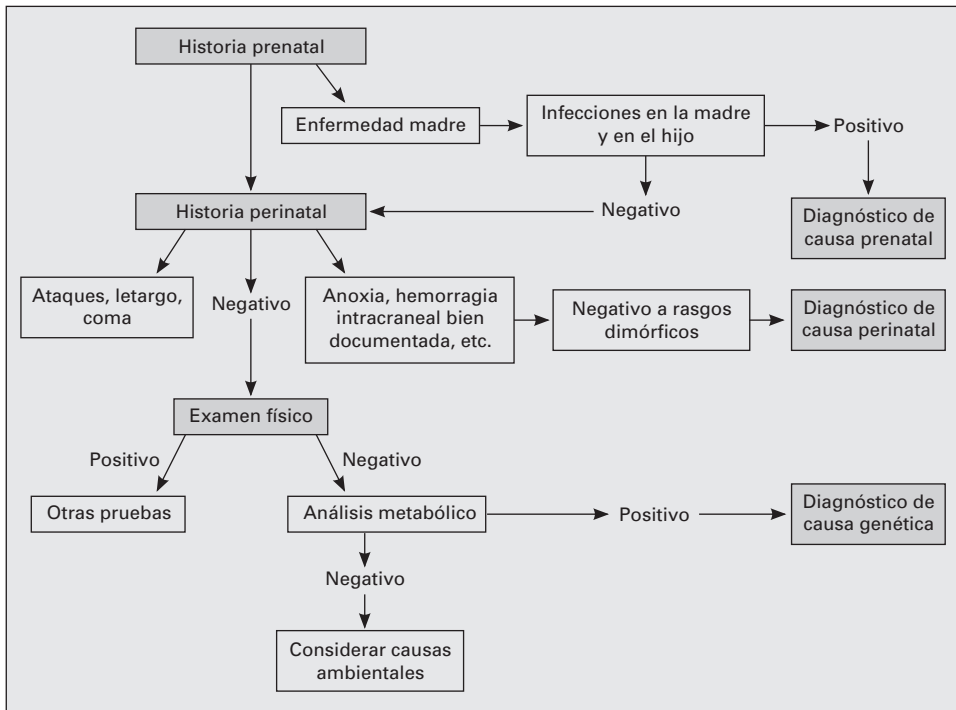 Historia prenatal
Enfermedad madre
Infecciones en la madre
y en el hijo
Positivo
Historia perinatal
Negativo
Diagnóstico de
causa prenatal
Ataques, letargo,
coma
Negativo
Anoxia, hemorragia
intracraneal bien
documentada, etc.
Negativo a rasgos
dimórficos
Diagnóstico de
causa perinatal
Examen físico
Positivo
Negativo
Otras pruebas
Análisis metabólico
Positivo
Diagnóstico de
causa genética
Negativo
Considerar causas
ambientales